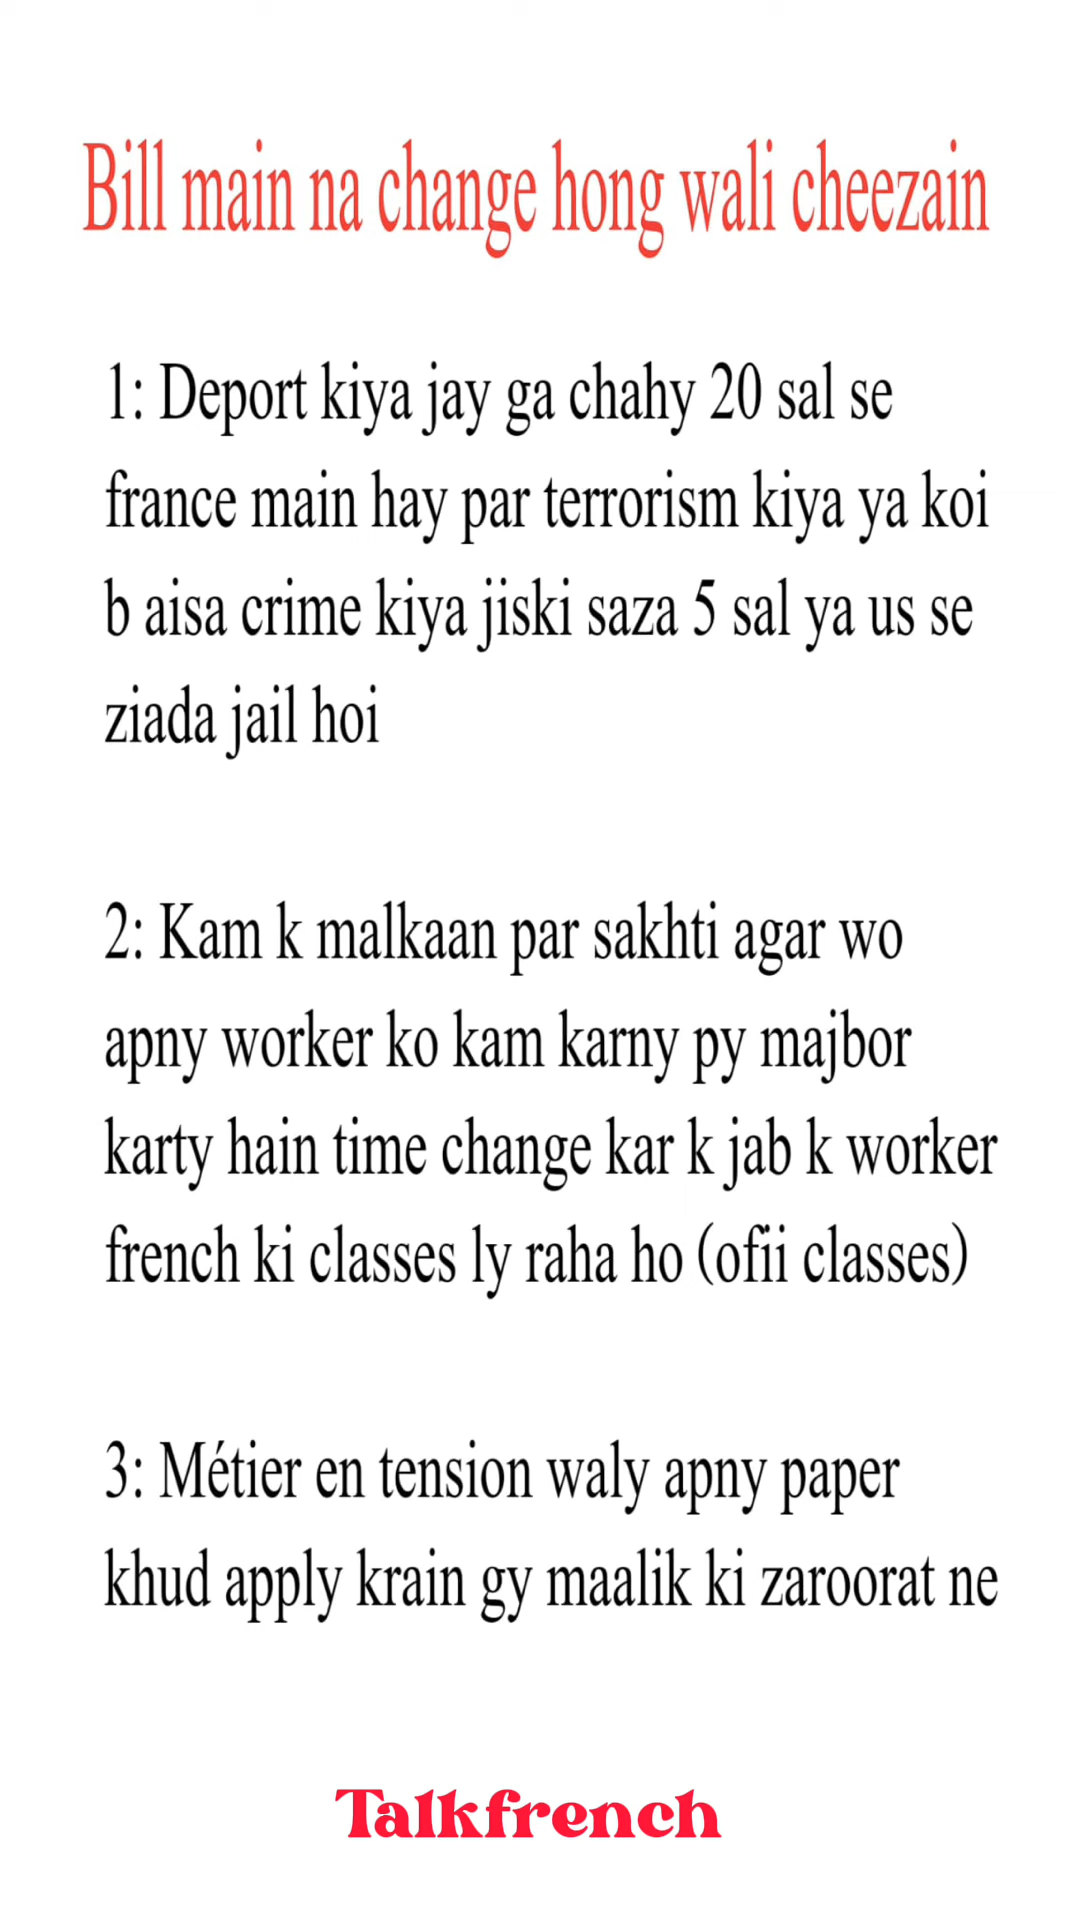 Bill main na change hong wali cheezain
1: Deport kiya jay ga chahy 20 sal se
france main hay par terrorism kiya ya koi
b aisa crime kiya jiski saza 5 sal ya us se
ziada jail hoi
2: Kam k malkaan par sakhti agar wo
apny worker ko kam karny py majbor
karty hain time change kar k jab k worker
french ki classes ly raha ho (ofii classes)
3: Métier en tension waly apny paper
khud apply krain gy maalik ki zaroorat ne
Talkfrench